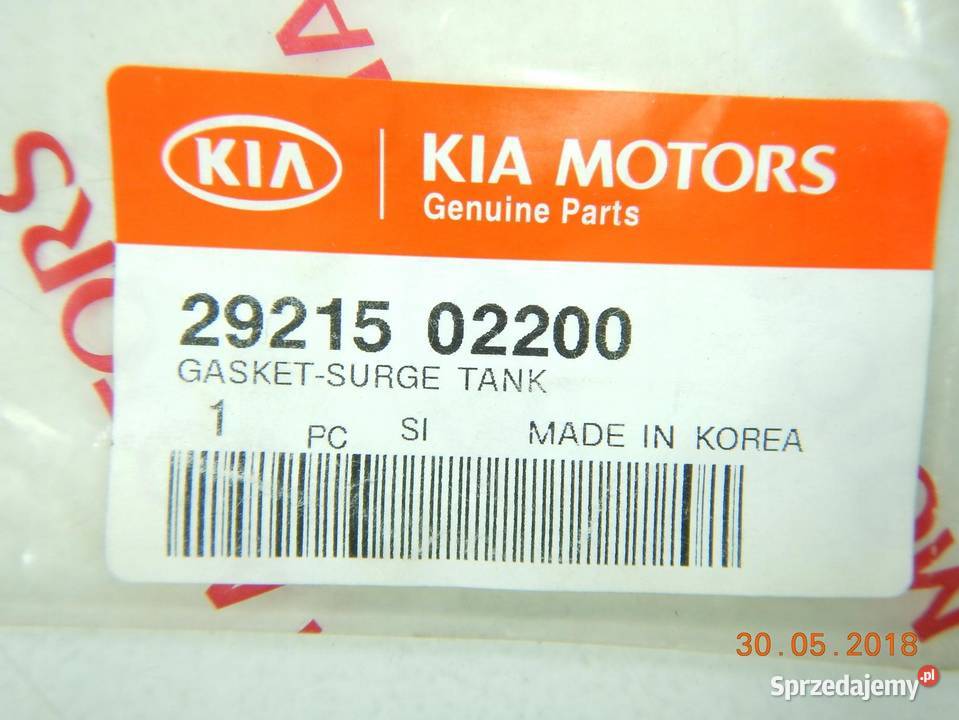 KIA
KIA MOTORS
Genuine Parts
29215 02200
GASKET-SURGE TANK
1 PC SI MADE IN KOREA
ORS
30.05.2018
Sprzedajemy.pl